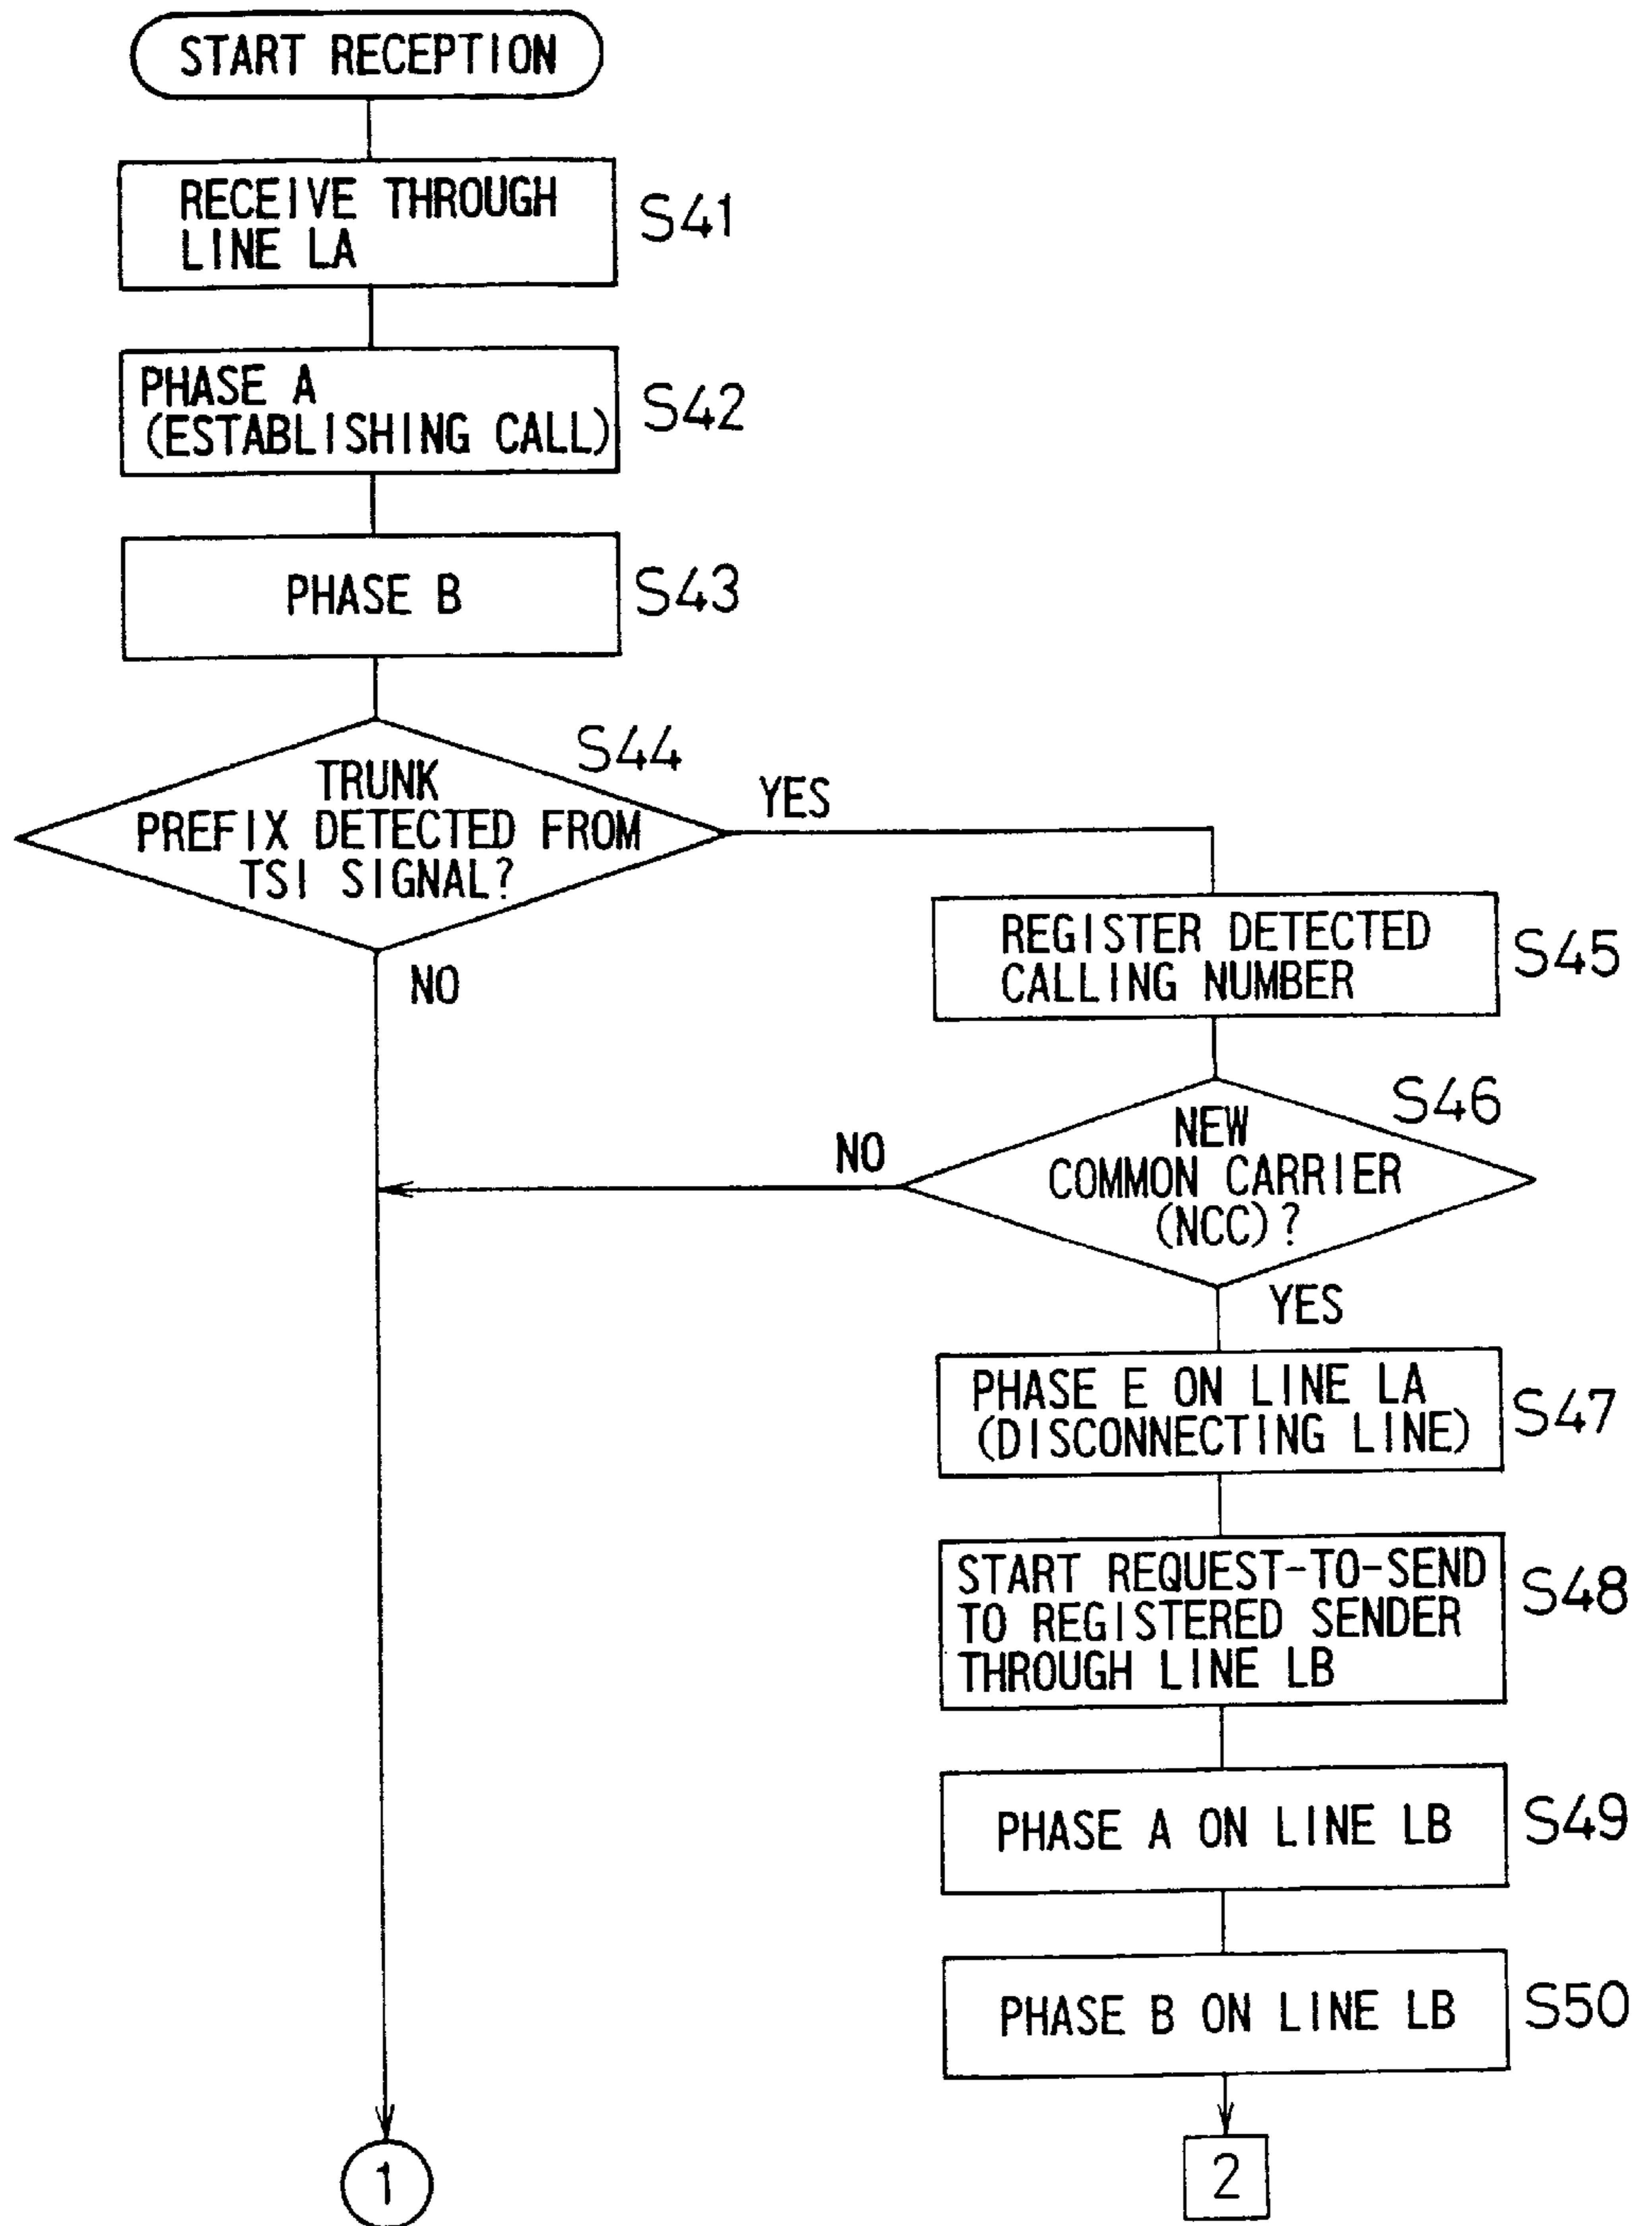 START RECEPTION
RECEIVE THROUGH
LINE LA
S41
PHASE A
(ESTABLISHING CALL)
S42
PHASE B
S43
S44
TRUNK
PREFIX DETECTED FROM
TSI SIGNAL?
YES
NO
REGISTER DETECTED
CALLING NUMBER
S45
S46
NEW
COMMON CARRIER
(NCC)?
NO
YES
PHASE E ON LINE LA
(DISCONNECTING LINE)
S47
START REQUEST-TO-SEND
TO REGISTERED SENDER
THROUGH LINE LB
S48
PHASE A ON LINE LB
S49
PHASE B ON LINE LB
S50
1
2